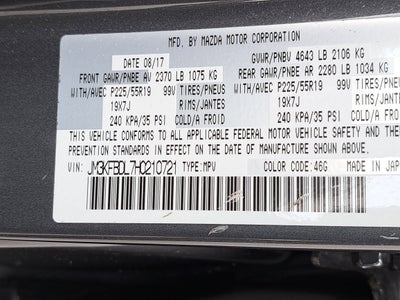 MFD. BY MAZDA MOTOR CORPORATION
DATE 08/17 GVWR/PNBV 4643 LB 2106 KG
FRONT GAWR/PNBE AV 2370 LB 1075 KG REAR GAWR/PNBE AR 2280 LB 1034 KG
WITH/AVEC P225/55R19 99V TIRES/PNEUS WITH/AVEC P225/55R19 99V TIRES/PNEUS
19X7J RIMS/JANTES 19X7J RIMS/JANTES
240 KPA/35 PSI COLD/A FROID 240 KPA/35 PSI COLD/A FROID
THIS VEHICLE CONFORMS TO ALL APPLICABLE FEDERAL MOTOR VEHICLE SAFETY
AND THEFT PREVENTION STANDARDS IN EFFECT ON THE DATE OF MANUFACTURE
VIN: JM3KFBDL7H0210721 TYPE: MPV COLOR CODE: 46G MADE IN